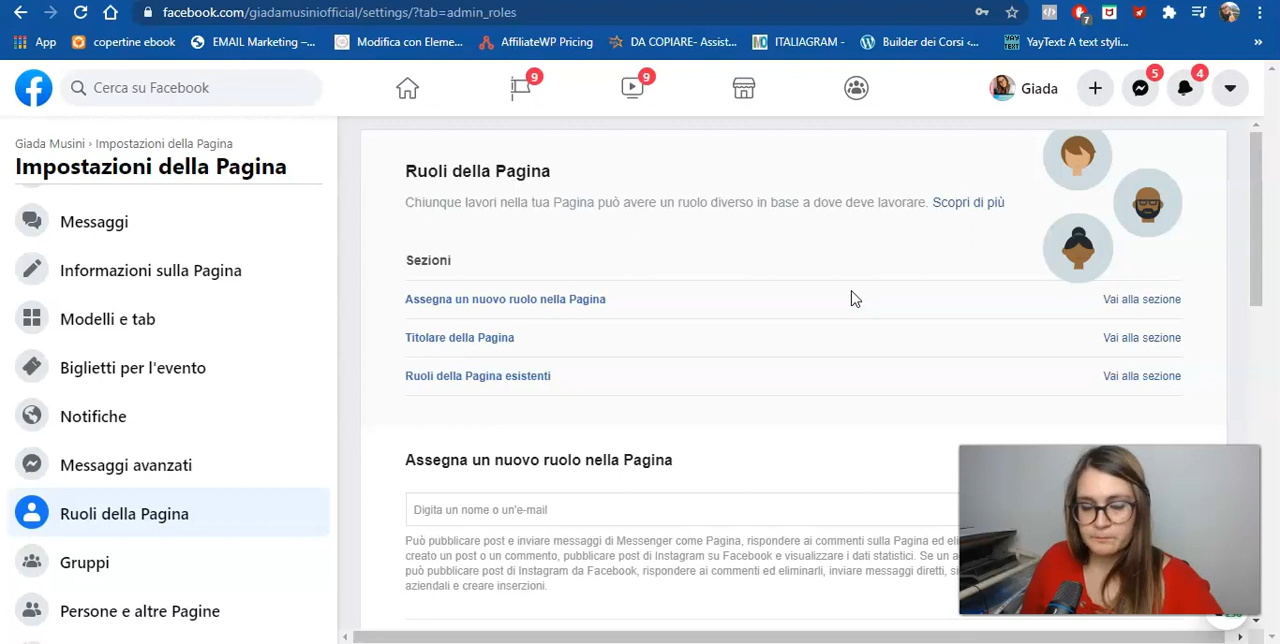 facebook.com/giadamusiniofficial/settings/?tab=admin_roles
7
App
copertine ebook
EMAIL Marketing –...
Modifica con Eleme...
AffiliateWP Pricing
DA COPIARE- Assist...
ITALIAGRAM -
Builder dei Corsi ‹...
YayText: A text styli...
»
Cerca su Facebook
9
9
Giada
5
4
Giada Musini › Impostazioni della Pagina
Impostazioni della Pagina
Messaggi
Informazioni sulla Pagina
Modelli e tab
Biglietti per l'evento
Notifiche
Messaggi avanzati
Ruoli della Pagina
Gruppi
Persone e altre Pagine
Ruoli della Pagina
Chiunque lavori nella tua Pagina può avere un ruolo diverso in base a dove deve lavorare. Scopri di più
Sezioni
Assegna un nuovo ruolo nella Pagina Vai alla sezione
Titolare della Pagina Vai alla sezione
Ruoli della Pagina esistenti Vai alla sezione
Assegna un nuovo ruolo nella Pagina
Digita un nome o un'e-mail
Può pubblicare post e inviare messaggi di Messenger come Pagina, rispondere ai commenti sulla Pagina ed eli
creato un post o un commento, pubblicare post di Instagram su Facebook e visualizzare i dati statistici. Se un a
può pubblicare post di Instagram da Facebook, rispondere ai commenti ed eliminarli, inviare messaggi diretti, si
aziendali e creare inserzioni.